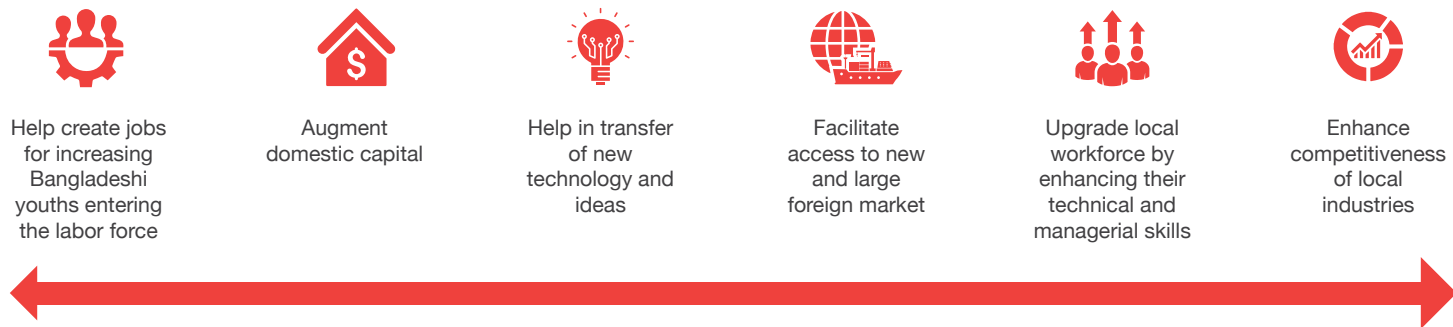 Help create jobs
for increasing
Bangladeshi
youths entering
the labor force
Augment
domestic capital
Help in transfer
of new
technology and
ideas
Facilitate
access to new
and large
foreign market
Upgrade local
workforce by
enhancing their
technical and
managerial skills
Enhance
competitiveness
of local
industries
$